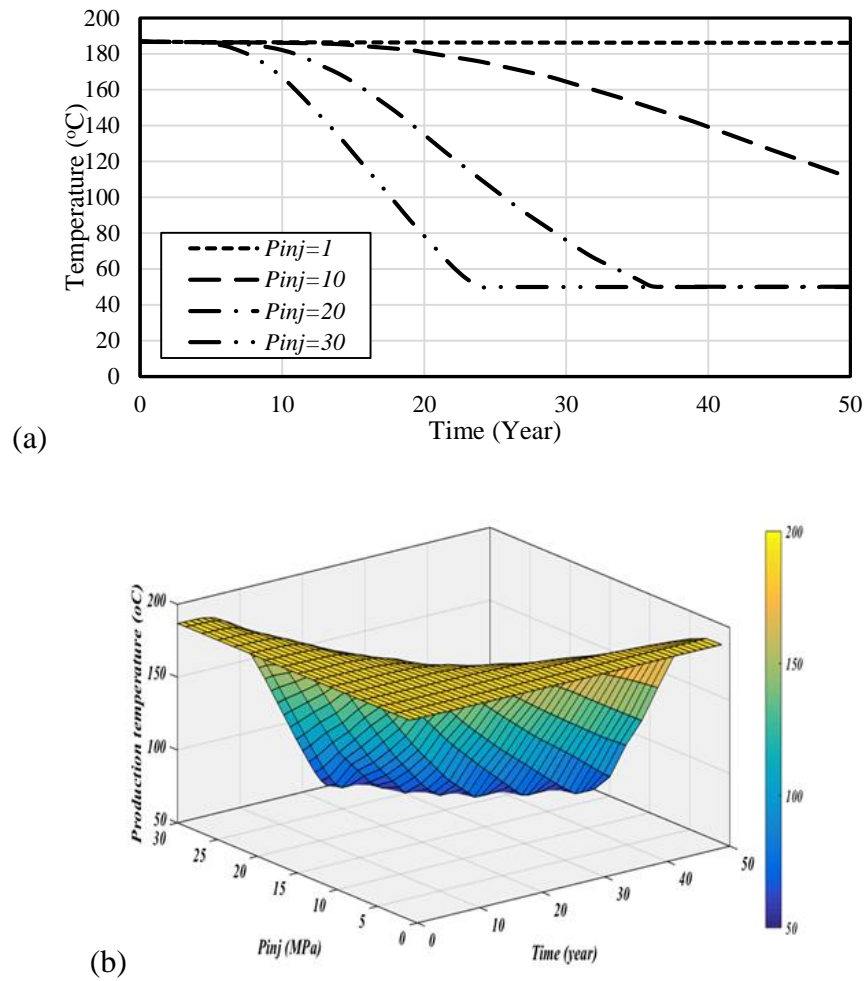 200
180
160
140
120
100
80
60
40
20
0
Temperature (°C)
Pinj=1
Pinj=10
Pinj=20
Pinj=30
0 10 20 30 40 50
Time (Year)
(a)
200
150
100
50
Production temperature (oC)
30 25 20 15 10 5 0
Pinj (MPa)
0 10 20 30 40 50
Time (year)
200
150
100
50
(b)